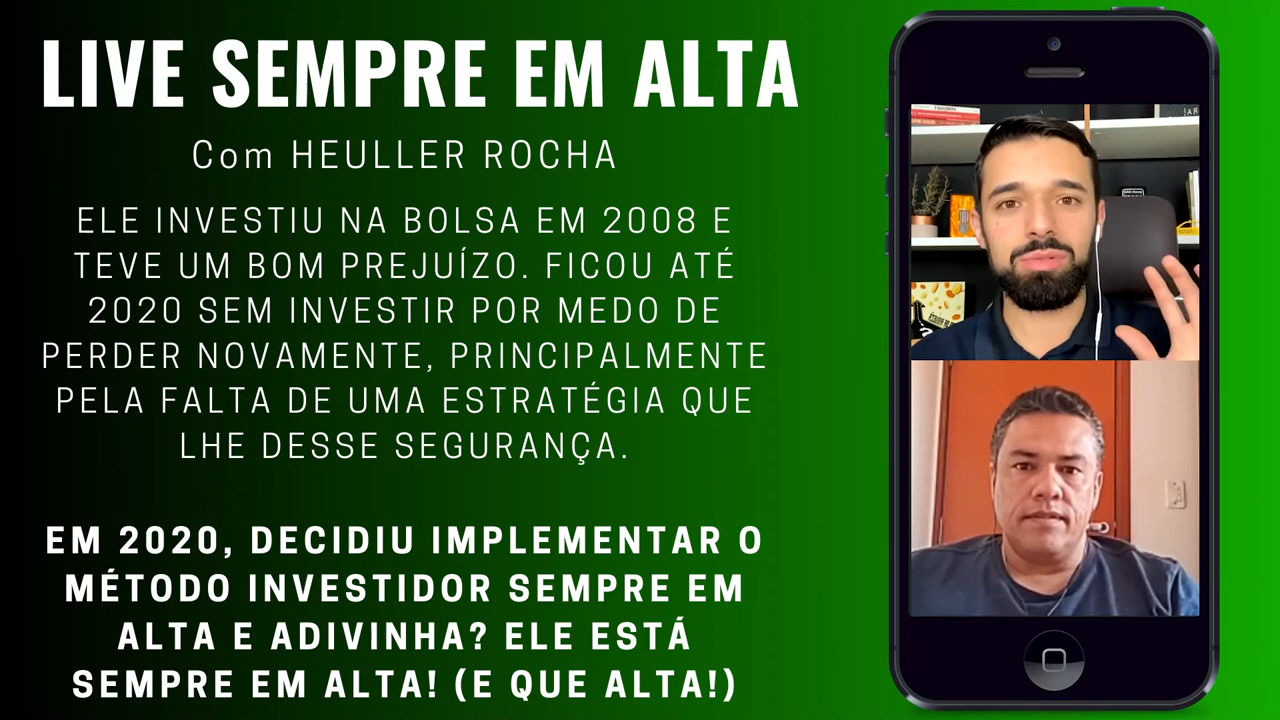 LIVE SEMPRE EM ALTA
Com HEULLER ROCHA
ELE INVESTIU NA BOLSA EM 2008 E
TEVE UM BOM PREJUÍZO. FICOU ATÉ
2020 SEM INVESTIR POR MEDO DE
PERDER NOVAMENTE, PRINCIPALMENTE
PELA FALTA DE UMA ESTRATÉGIA QUE
LHE DESSE SEGURANÇA.
EM 2020, DECIDIU IMPLEMENTAR O
MÉTODO INVESTIDOR SEMPRE EM
ALTA E ADIVINHA? ELE ESTÁ
SEMPRE EM ALTA! (E QUE ALTA!)